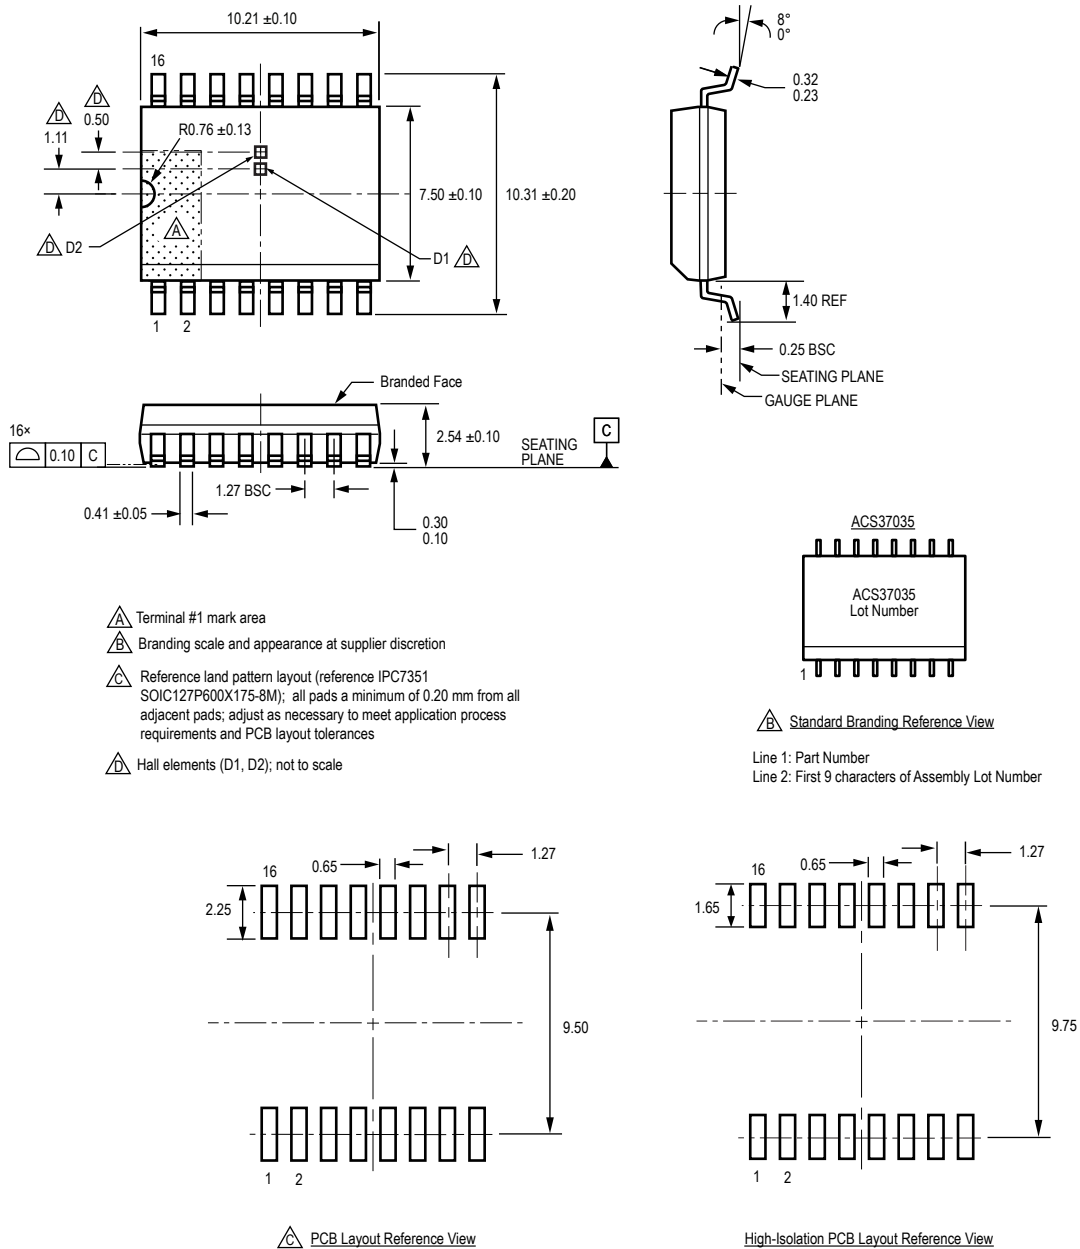 10.21 ±0.10
16
D
0.50
D
1.11
R0.76 ±0.13
A
D D2
D1 D
7.50 ±0.10
10.31 ±0.20
1 2
8°
0°
0.32
0.23
1.40 REF
0.25 BSC
SEATING PLANE
GAUGE PLANE
Branded Face
16×
0.10 C
2.54 ±0.10
SEATING
PLANE
C
1.27 BSC
0.41 ±0.05
0.30
0.10
A Terminal #1 mark area
B Branding scale and appearance at supplier discretion
C Reference land pattern layout (reference IPC7351
SOIC127P600X175-8M); all pads a minimum of 0.20 mm from all
adjacent pads; adjust as necessary to meet application process
requirements and PCB layout tolerances
D Hall elements (D1, D2); not to scale
ACS37035
ACS37035
Lot Number
1
B Standard Branding Reference View
Line 1: Part Number
Line 2: First 9 characters of Assembly Lot Number
16
0.65
1.27
2.25
9.50
1 2
C PCB Layout Reference View
16
0.65
1.27
1.65
9.75
1 2
High-Isolation PCB Layout Reference View